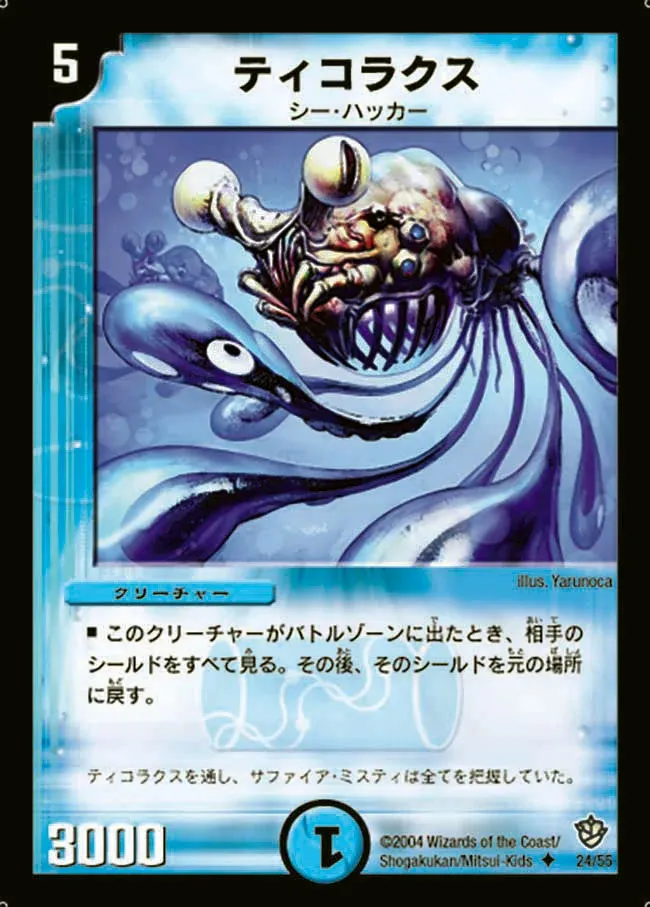 5
ティコラクス
シー・ハッカー
illus. Yarunoca
クリーチャー
■ このクリーチャーがバトルゾーンに出たとき、相手の
シールドをすべて見る。その後、そのシールドを元の場所
に戻す。
ティコラクスを通し、サファイア・ミスティは全てを把握していた。
3000
1
©2004 Wizards of the Coast/
Shogakukan/Mitsui-Kids
24/55